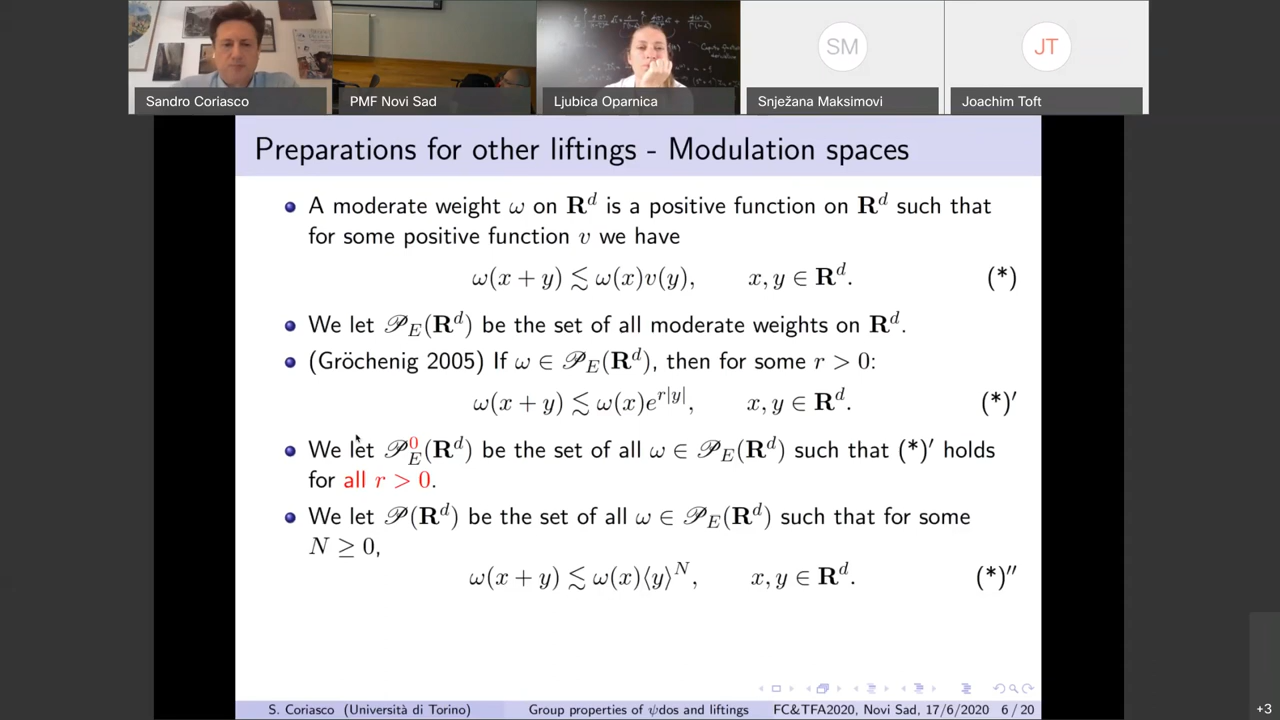 Sandro Coriasco
PMF Novi Sad
Ljubica Oparnica
SM
Snježana Maksimovi
JT
Joachim Toft
Preparations for other liftings - Modulation spaces
A moderate weight ω on R^d is a positive function on R^d such that
for some positive function v we have
ω(x + y) ≲ ω(x)v(y), x, y ∈ R^d. (*)
We let 𝒫_E(R^d) be the set of all moderate weights on R^d.
(Gröchenig 2005) If ω ∈ 𝒫_E(R^d), then for some r > 0:
ω(x + y) ≲ ω(x)e^{r|y|}, x, y ∈ R^d. (*)′
We let 𝒫_E^0(R^d) be the set of all ω ∈ 𝒫_E(R^d) such that (*)′ holds
for all r > 0.
We let 𝒫(R^d) be the set of all ω ∈ 𝒫_E(R^d) such that for some
N ≥ 0,
ω(x + y) ≲ ω(x)⟨y⟩^N, x, y ∈ R^d. (*)″
S. Coriasco (Università di Torino) Group properties of ψdos and liftings FC&TFA2020, Novi Sad, 17/6/2020 6 / 20
+3